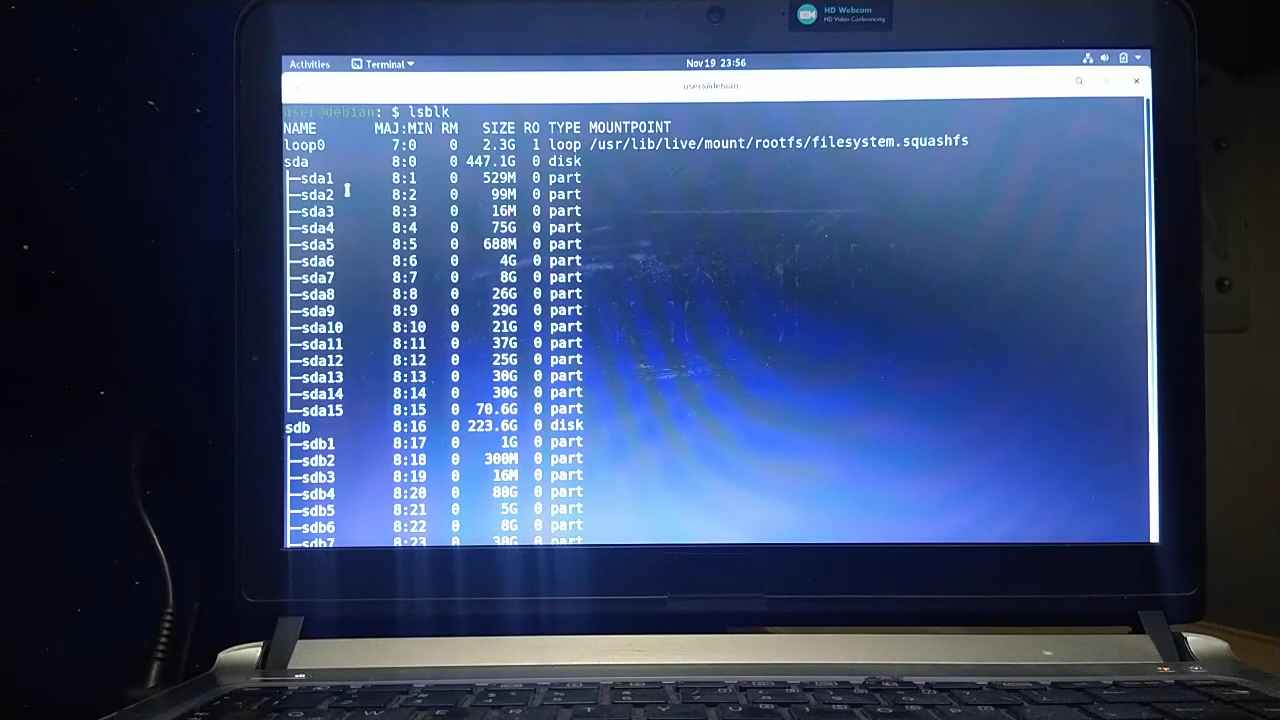 HD Webcam
HD Video Conferencing
Activities Terminal Nov 19 23:56
user@debian:
user@debian: $ lsblk
NAME MAJ:MIN RM SIZE RO TYPE MOUNTPOINT
loop0 7:0 0 2.3G 1 loop /usr/lib/live/mount/rootfs/filesystem.squashfs
sda 8:0 0 447.1G 0 disk
├─sda1 8:1 0 529M 0 part
├─sda2 8:2 0 99M 0 part
├─sda3 8:3 0 16M 0 part
├─sda4 8:4 0 75G 0 part
├─sda5 8:5 0 688M 0 part
├─sda6 8:6 0 4G 0 part
├─sda7 8:7 0 8G 0 part
├─sda8 8:8 0 26G 0 part
├─sda9 8:9 0 29G 0 part
├─sda10 8:10 0 21G 0 part
├─sda11 8:11 0 37G 0 part
├─sda12 8:12 0 25G 0 part
├─sda13 8:13 0 30G 0 part
├─sda14 8:14 0 30G 0 part
└─sda15 8:15 0 70.6G 0 part
sdb 8:16 0 223.6G 0 disk
├─sdb1 8:17 0 1G 0 part
├─sdb2 8:18 0 300M 0 part
├─sdb3 8:19 0 16M 0 part
├─sdb4 8:20 0 80G 0 part
├─sdb5 8:21 0 5G 0 part
├─sdb6 8:22 0 8G 0 part
├─sdb7 8:23 0 30G 0 part